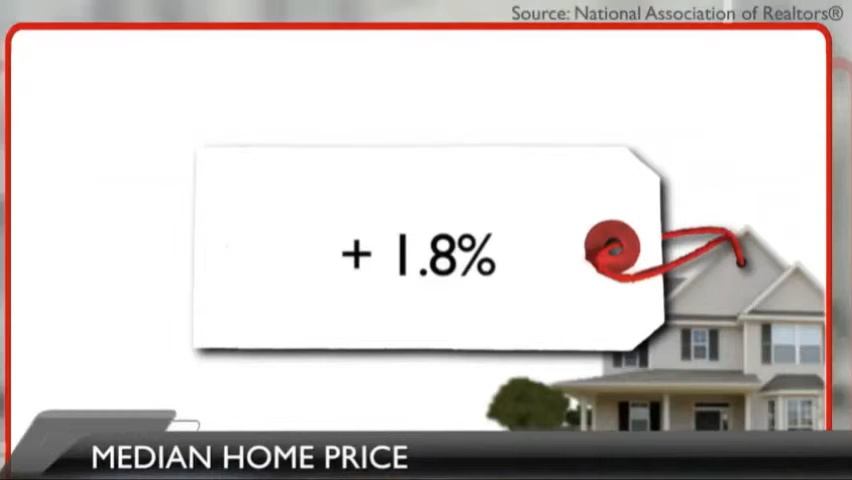 Source: National Association of Realtors®
+ 1.8%
MEDIAN HOME PRICE